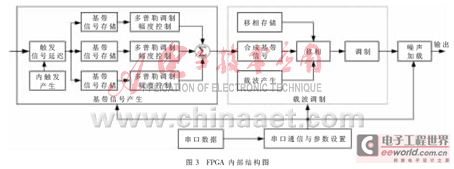 基带
信号存储
多普勒调制
幅度控制
触发
信号延迟
基带
信号存储
多普勒调制
幅度控制
内触发
产生
基带
信号存储
多普勒调制
幅度控制
基带信号产生
移相存储
合成基带
信号
移相
调制
载波产生
载波调制
噪声
加载
输出
电子技术应用
APPLICATION OF ELECTRONIC TECHNIQUE
http://www.chinaaet.com
串口数据
串口通信与参数设置
图 3 FPGA 内部结构图
电子工程世界
eeworld.com.cn